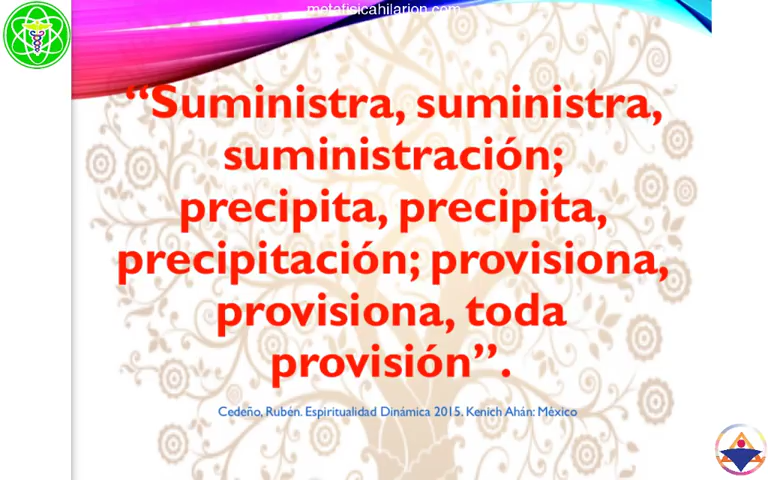 metafisicahilarion.com
“Suministra, suministra,
suministración;
precipita, precipita,
precipitación; provisiona,
provisiona, toda
provisión”.
Cedeño, Rubén. Espiritualidad Dinámica 2015. Kenich Ahán: México